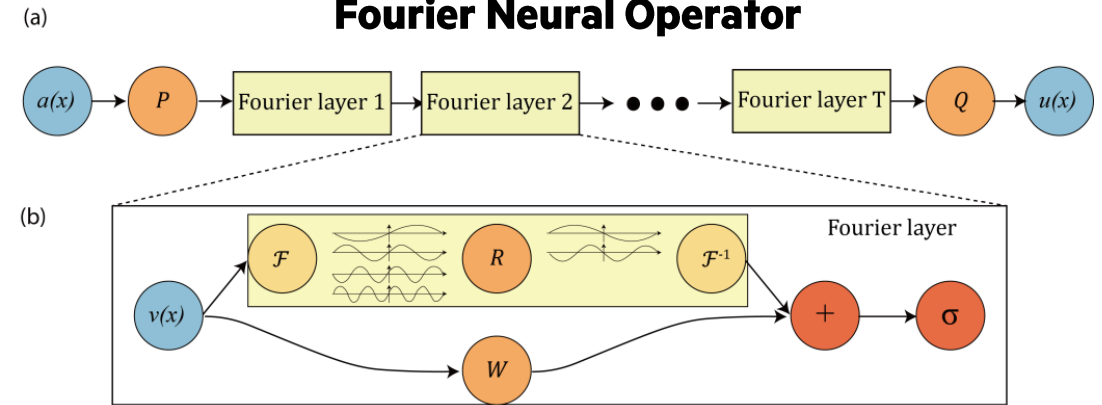 Fourier Neural Operator
(a)
a(x)
P
Fourier layer 1
Fourier layer 2
Fourier layer T
Q
u(x)
(b)
Fourier layer
v(x)
ℱ
R
ℱ⁻¹
W
+
σ